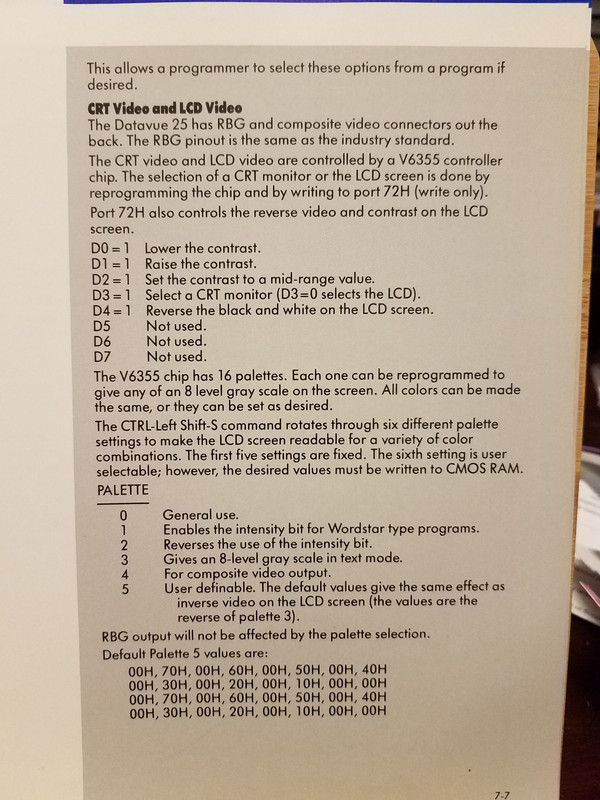 This allows a programmer to select these options from a program if
desired.
CRT Video and LCD Video
The Datavue 25 has RBG and composite video connectors out the
back. The RBG pinout is the same as the industry standard.
The CRT video and LCD video are controlled by a V6355 controller
chip. The selection of a CRT monitor or the LCD screen is done by
reprogramming the chip and by writing to port 72H (write only).
Port 72H also controls the reverse video and contrast on the LCD
screen.
D0 = 1 Lower the contrast.
D1 = 1 Raise the contrast.
D2 = 1 Set the contrast to a mid-range value.
D3 = 1 Select a CRT monitor (D3=0 selects the LCD).
D4 = 1 Reverse the black and white on the LCD screen.
D5 Not used.
D6 Not used.
D7 Not used.
The V6355 chip has 16 palettes. Each one can be reprogrammed to
give any of an 8 level gray scale on the screen. All colors can be made
the same, or they can be set as desired.
The CTRL-Left Shift-S command rotates through six different palette
settings to make the LCD screen readable for a variety of color
combinations. The first five settings are fixed. The sixth setting is user
selectable; however, the desired values must be written to CMOS RAM.
PALETTE
0 General use.
1 Enables the intensity bit for Wordstar type programs.
2 Reverses the use of the intensity bit.
3 Gives an 8-level gray scale in text mode.
4 For composite video output.
5 User definable. The default values give the same effect as
inverse video on the LCD screen (the values are the
reverse of palette 3).
RBG output will not be affected by the palette selection.
Default Palette 5 values are:
00H, 70H, 00H, 60H, 00H, 50H, 00H, 40H
00H, 30H, 00H, 20H, 00H, 10H, 00H, 00H
00H, 70H, 00H, 60H, 00H, 50H, 00H, 40H
00H, 30H, 00H, 20H, 00H, 10H, 00H, 00H
7-7